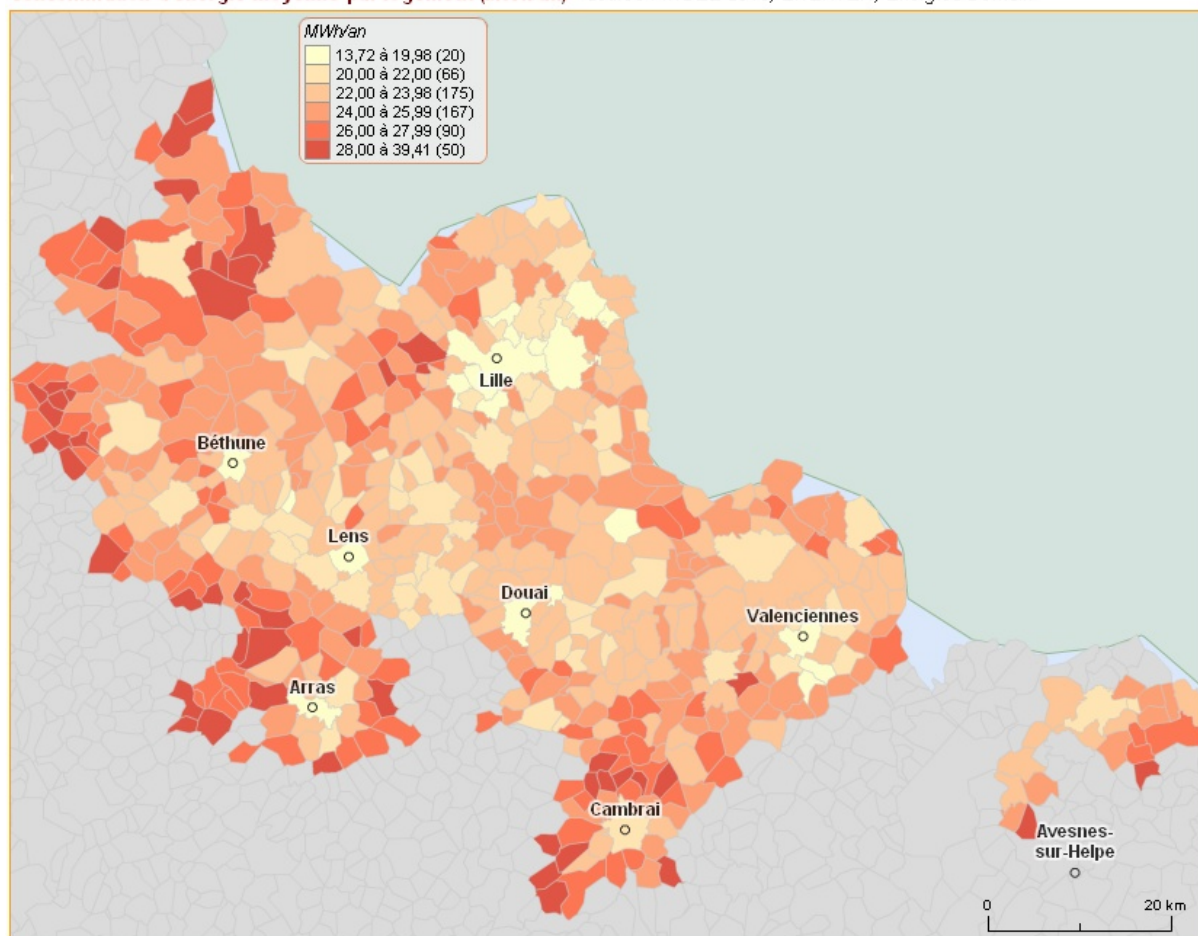 MWh/an
13,72 à 19,98 (20)
20,00 à 22,00 (66)
22,00 à 23,98 (175)
24,00 à 25,99 (167)
26,00 à 27,99 (90)
28,00 à 39,41 (50)
Lille
Béthune
Lens
Douai
Valenciennes
Arras
Cambrai
Avesnes-
sur-Helpe
0 20 km